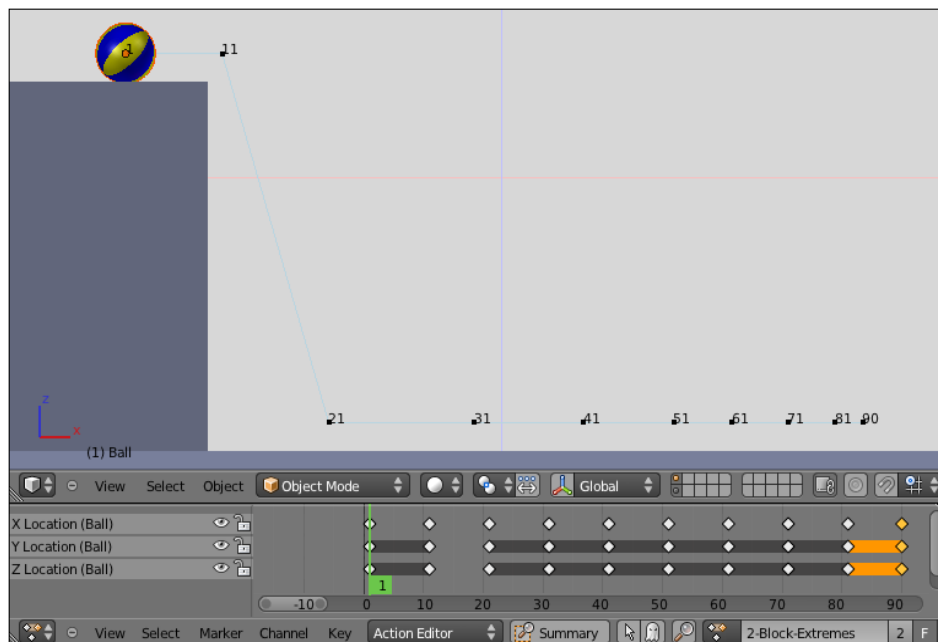 1 11
21 31 41 51 61 71 81 90
z
x
(1) Ball
View Select Object Object Mode Global
X Location (Ball)
Y Location (Ball)
Z Location (Ball)
1
-10 0 10 20 30 40 50 60 70 80 90
View Select Marker Channel Key Action Editor Summary 2-Block-Extremes 2 F